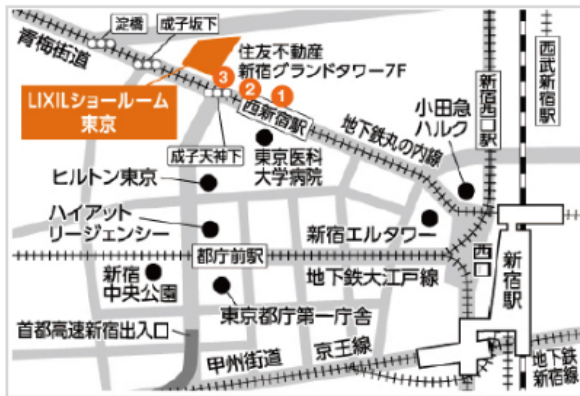 淀橋
成子坂下
青梅街道
住友不動産
新宿グランドタワー7F
LIXILショールーム
東京
3
2
1
西新宿駅
成子天神下
東京医科
大学病院
地下鉄丸の内線
小田急
ハルク
新宿西口駅
西武新宿駅
ヒルトン東京
ハイアット
リージェンシー
新宿エルタワー
都庁前駅
地下鉄大江戸線
西口
新宿駅
新宿
中央公園
東京都庁第一庁舎
首都高速新宿出入口
甲州街道
京王線
地下鉄
新宿線